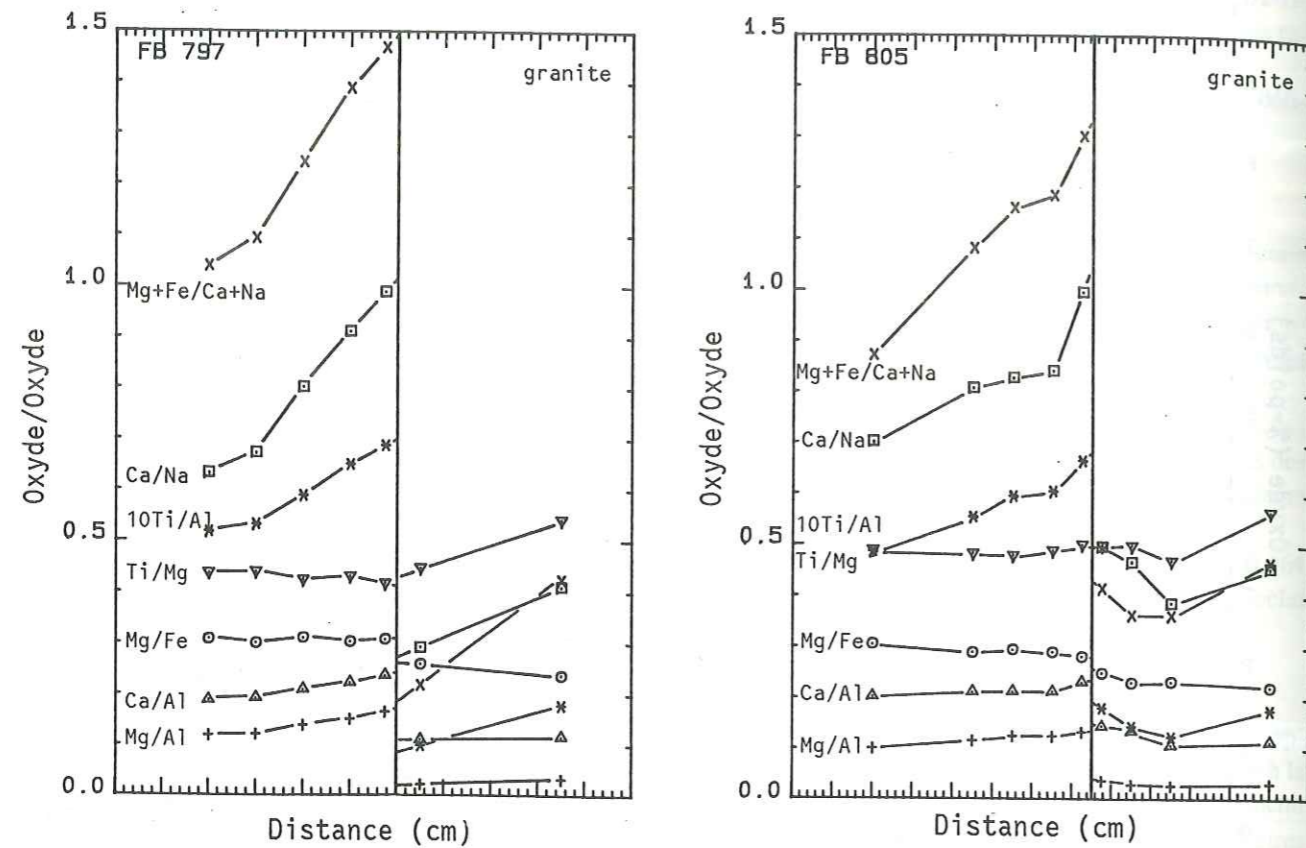 1.5
FB 797
granite
1.0
Mg+Fe/Ca+Na
Ca/Na
10Ti/Al
0.5
Ti/Mg
Mg/Fe
Ca/Al
Mg/Al
0.0
Oxyde/Oxyde
Distance (cm)
1.5
FB 805
granite
1.0
Mg+Fe/Ca+Na
Ca/Na
10Ti/Al
0.5
Ti/Mg
Mg/Fe
Ca/Al
Mg/Al
0.0
Oxyde/Oxyde
Distance (cm)